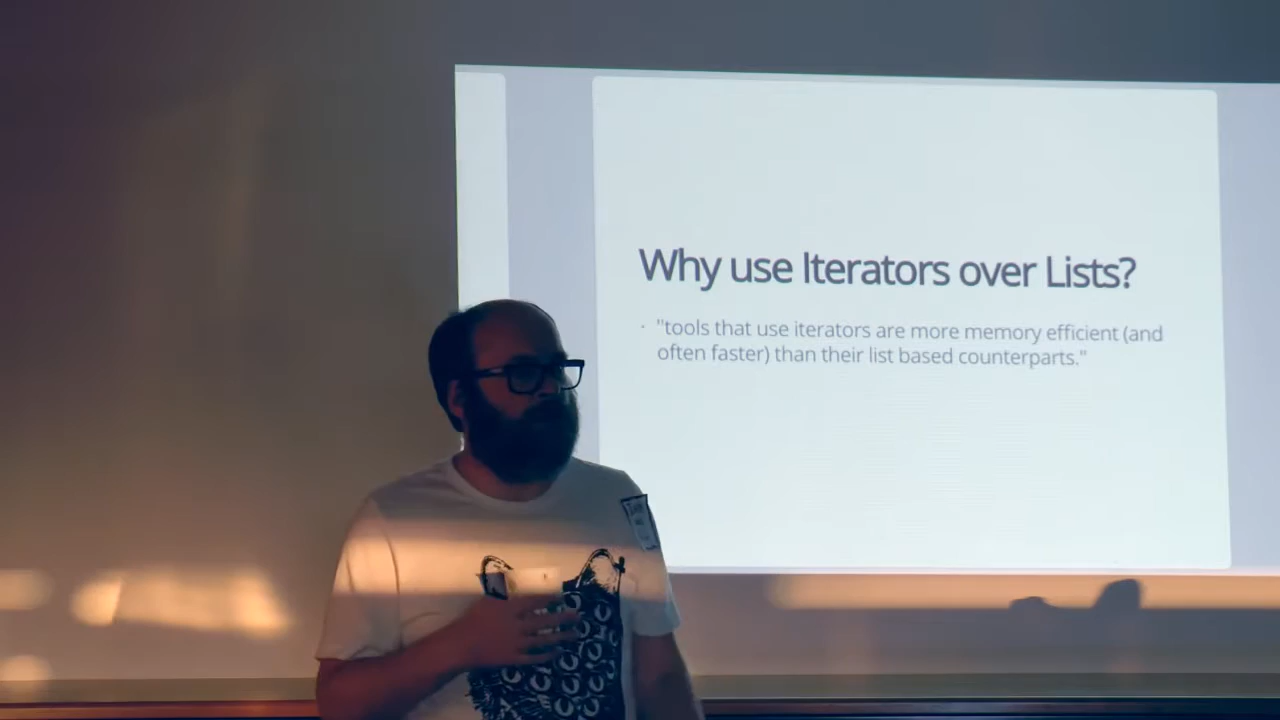 Why use Iterators over Lists?
· "tools that use iterators are more memory efficient (and
often faster) than their list based counterparts."